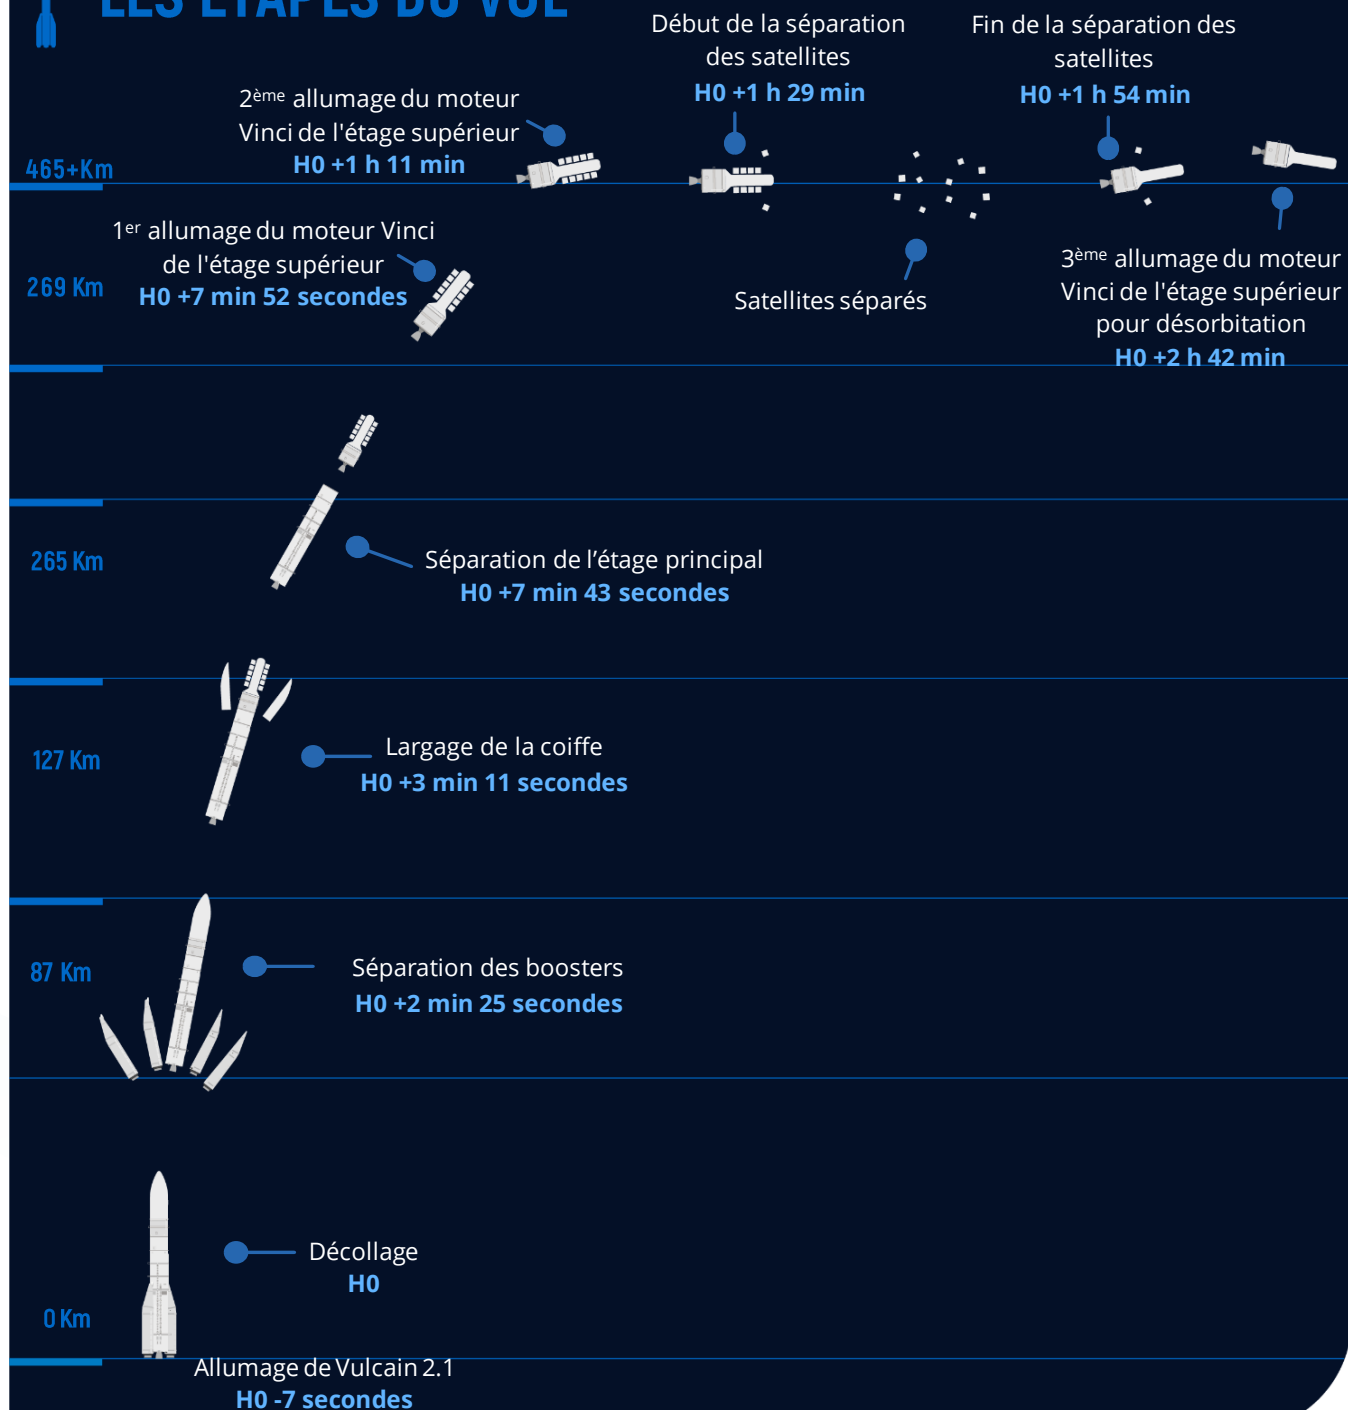 LES ÉTAPES DU VOL
Début de la séparation
des satellites
H0 +1 h 29 min
Fin de la séparation des
satellites
H0 +1 h 54 min
2ème allumage du moteur
Vinci de l'étage supérieur
H0 +1 h 11 min
465+Km
1er allumage du moteur Vinci
de l'étage supérieur
H0 +7 min 52 secondes
269 Km
Satellites séparés
3ème allumage du moteur
Vinci de l'étage supérieur
pour désorbitation
H0 +2 h 42 min
265 Km
Séparation de l’étage principal
H0 +7 min 43 secondes
127 Km
Largage de la coiffe
H0 +3 min 11 secondes
87 Km
Séparation des boosters
H0 +2 min 25 secondes
Décollage
H0
0 Km
Allumage de Vulcain 2.1
H0 -7 secondes